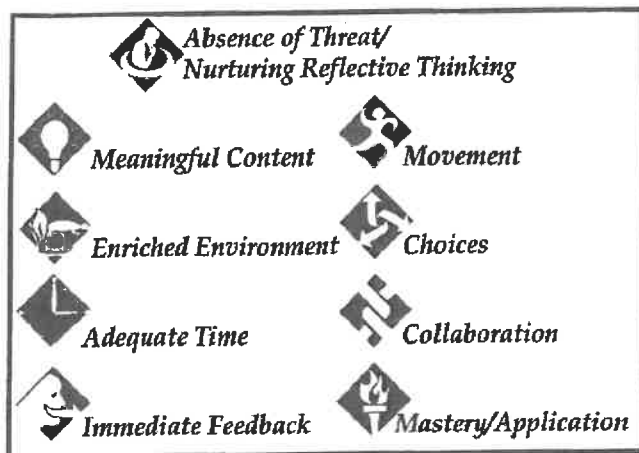 Absence of Threat/
Nurturing Reflective Thinking
Meaningful Content
Movement
Enriched Environment
Choices
Adequate Time
Collaboration
Immediate Feedback
Mastery/Application